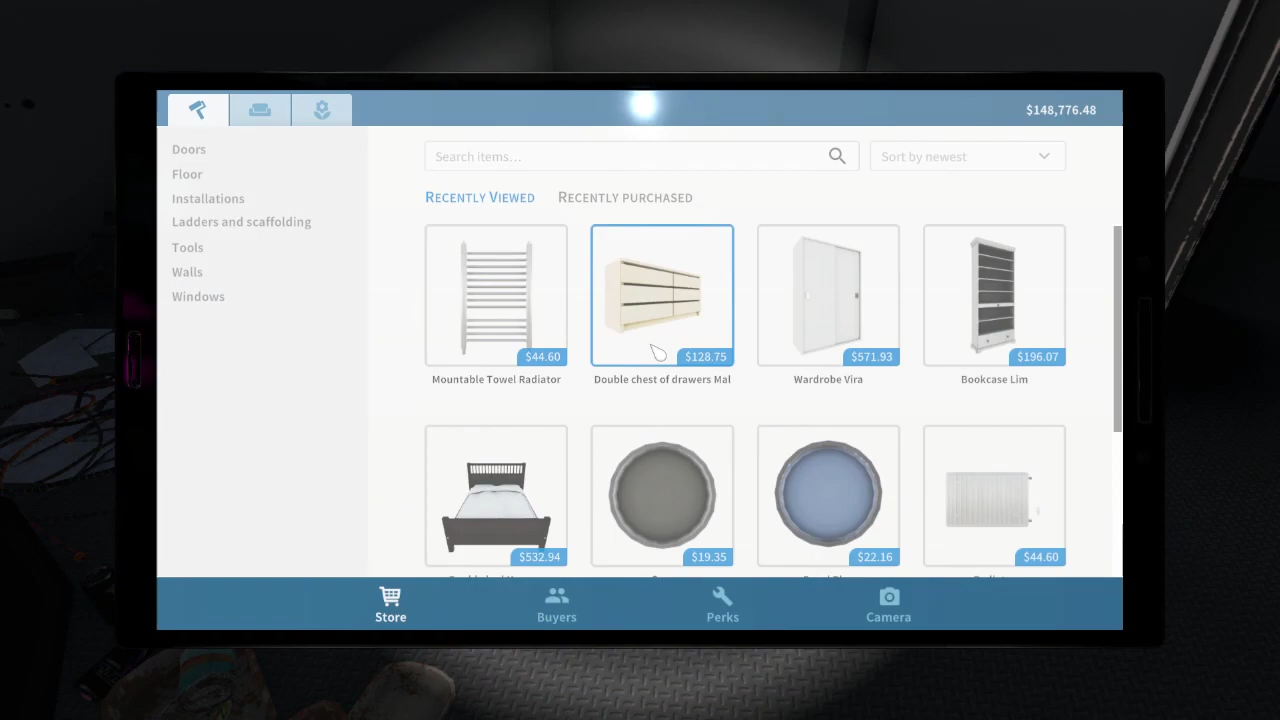 $148,776.48
Doors
Floor
Installations
Ladders and scaffolding
Tools
Walls
Windows
Search items...
Sort by newest
RECENTLY VIEWED
RECENTLY PURCHASED
$44.60
$128.75
$571.93
$196.07
Mountable Towel Radiator
Double chest of drawers Mal
Wardrobe Vira
Bookcase Lim
$532.94
$19.35
$22.16
$44.60
Store
Buyers
Perks
Camera